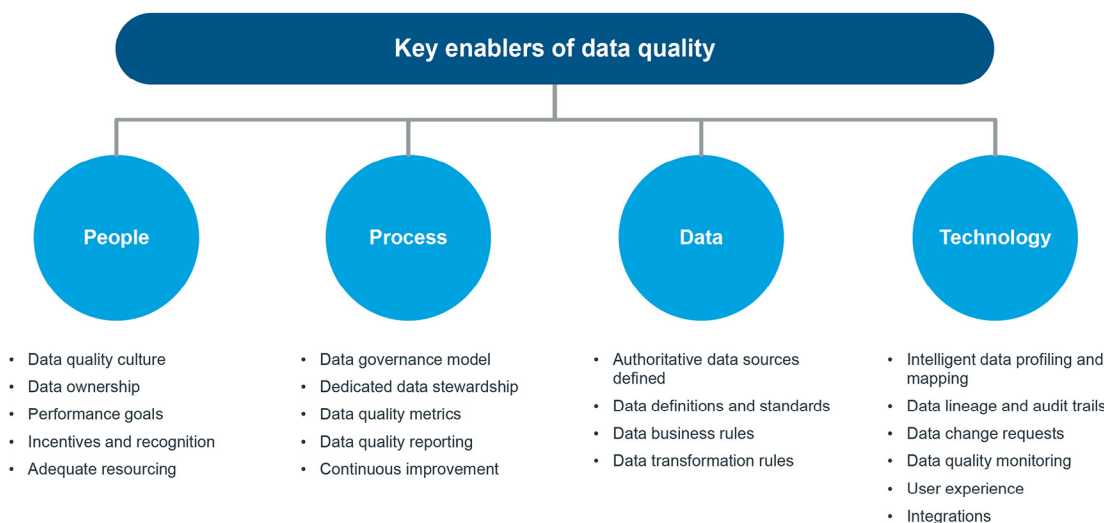 Key enablers of data quality
People
Process
Data
Technology
• Data quality culture
• Data ownership
• Performance goals
• Incentives and recognition
• Adequate resourcing
• Data governance model
• Dedicated data stewardship
• Data quality metrics
• Data quality reporting
• Continuous improvement
• Authoritative data sources
defined
• Data definitions and standards
• Data business rules
• Data transformation rules
• Intelligent data profiling and
mapping
• Data lineage and audit trails
• Data change requests
• Data quality monitoring
• User experience
• Integrations